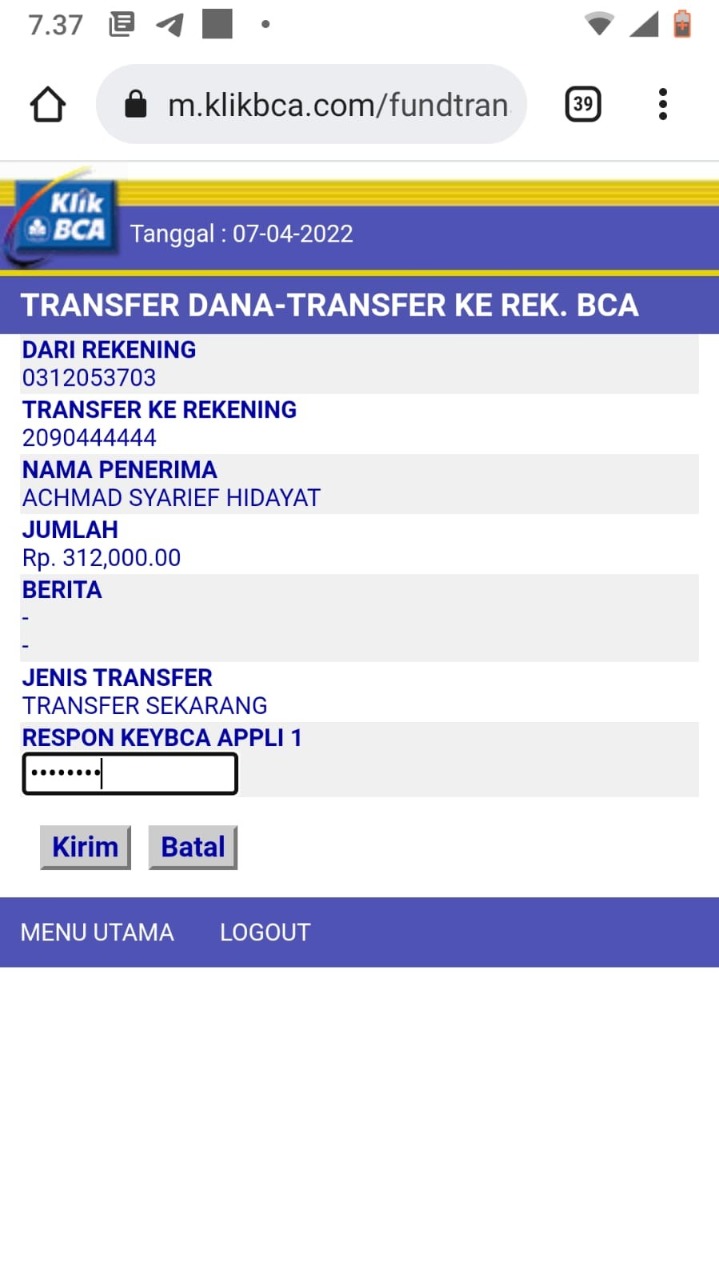 7.37
m.klikbca.com/fundtran
39
Klik
BCA
Tanggal : 07-04-2022
TRANSFER DANA-TRANSFER KE REK. BCA
DARI REKENING
0312053703
TRANSFER KE REKENING
2090444444
NAMA PENERIMA
ACHMAD SYARIEF HIDAYAT
JUMLAH
Rp. 312,000.00
BERITA
-
-
JENIS TRANSFER
TRANSFER SEKARANG
RESPON KEYBCA APPLI 1
••••••••
Kirim Batal
MENU UTAMA LOGOUT